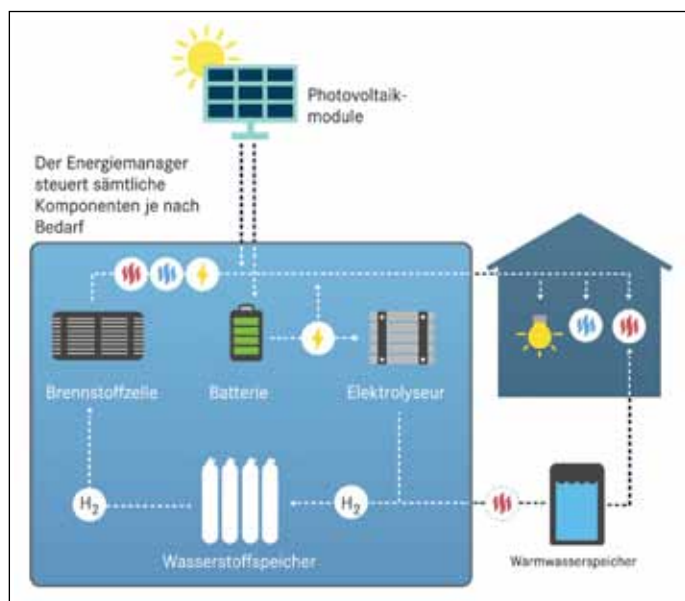 Photovoltaik-
module
Der Energiemanager
steuert sämtliche
Komponenten je nach
Bedarf
Brennstoffzelle
Batterie
Elektrolyseur
H₂
H₂
Wasserstoffspeicher
Warmwasserspeicher